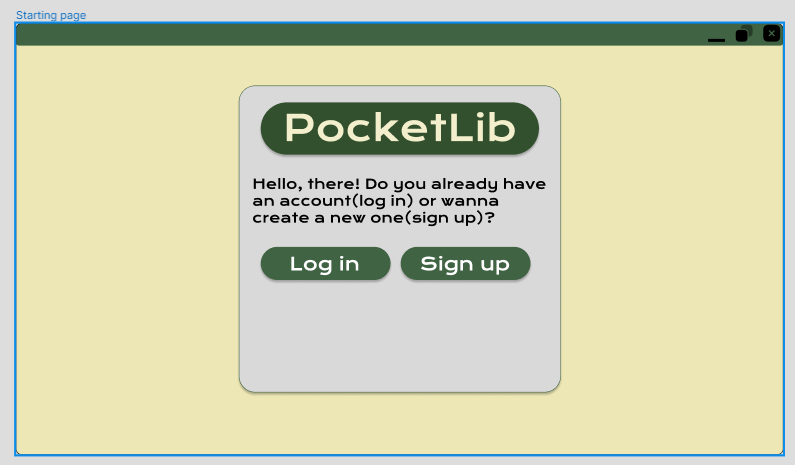 Starting page
PocketLib
Hello, there! Do you already have
an account(log in) or wanna
create a new one(sign up)?
Log in
Sign up